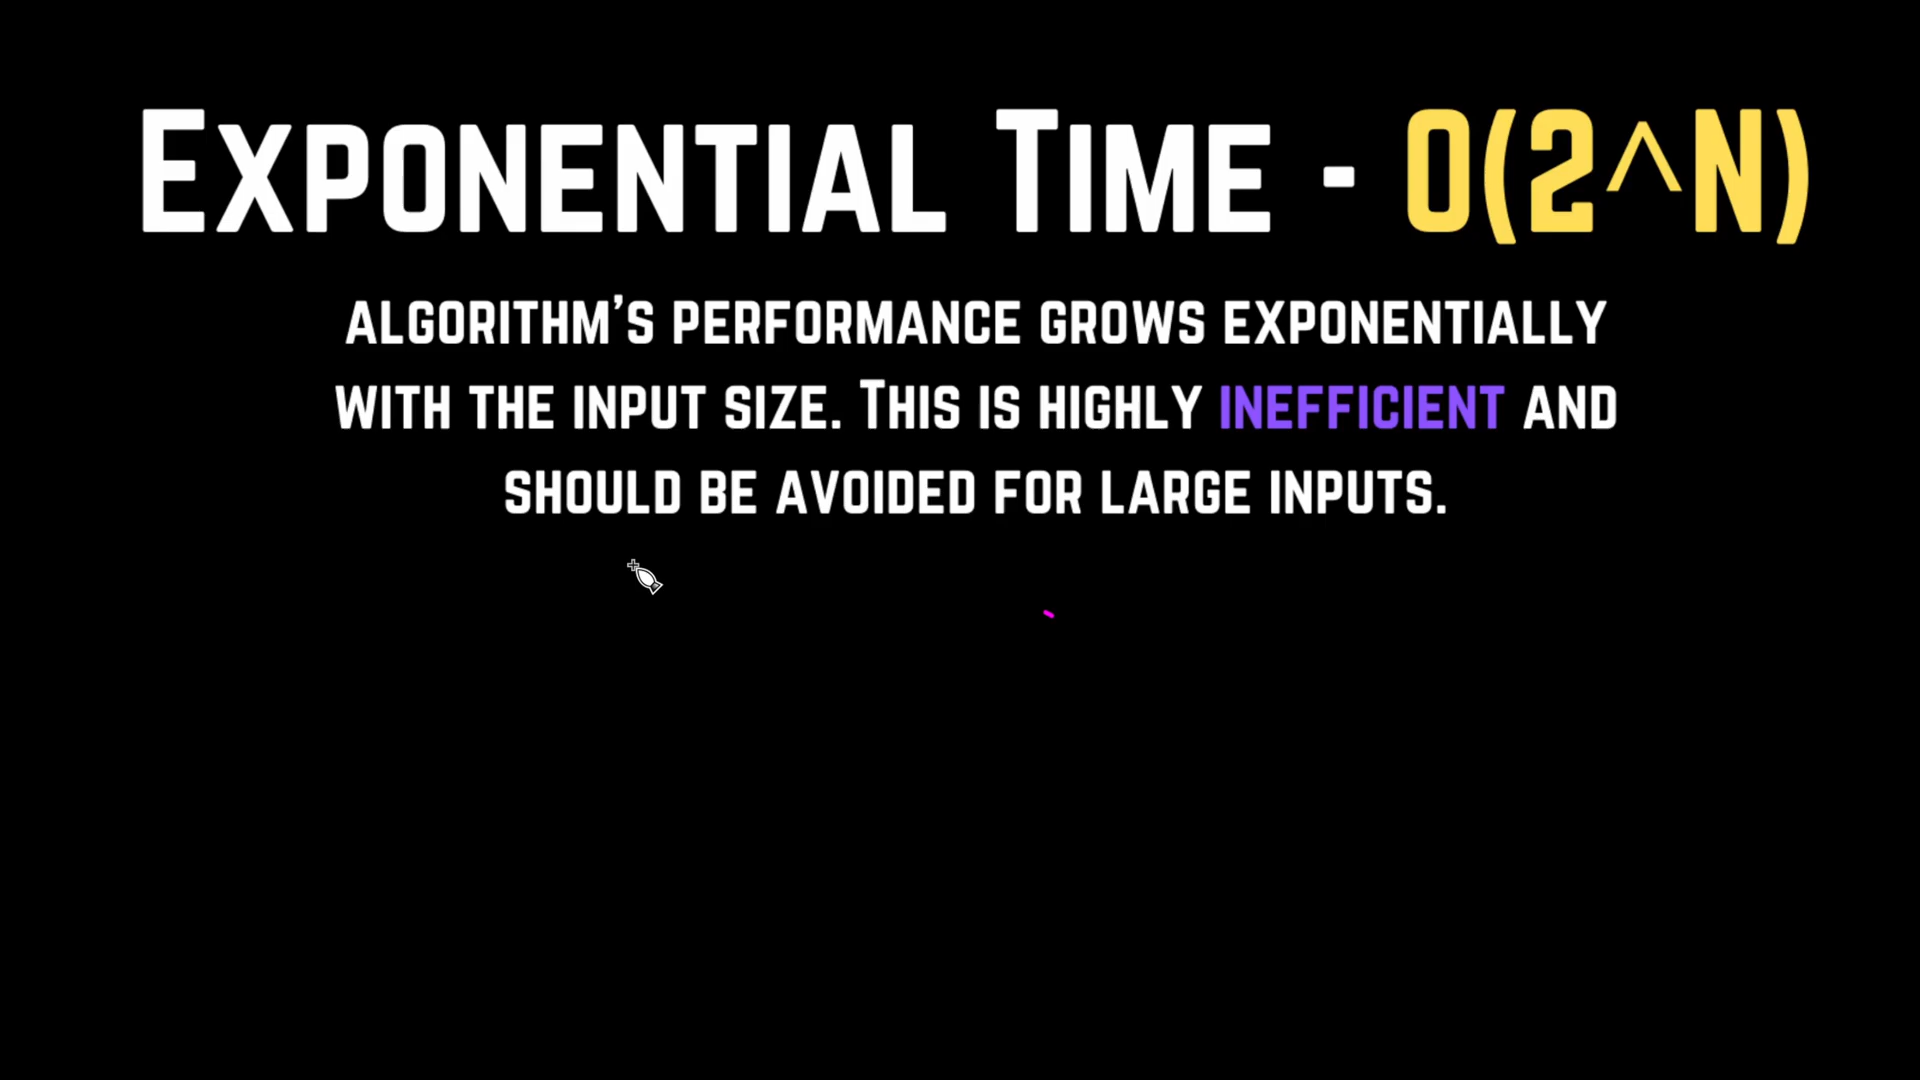 Exponential Time - O(2^N)
algorithm's performance grows exponentially
with the input size. This is highly inefficient and
should be avoided for large inputs.